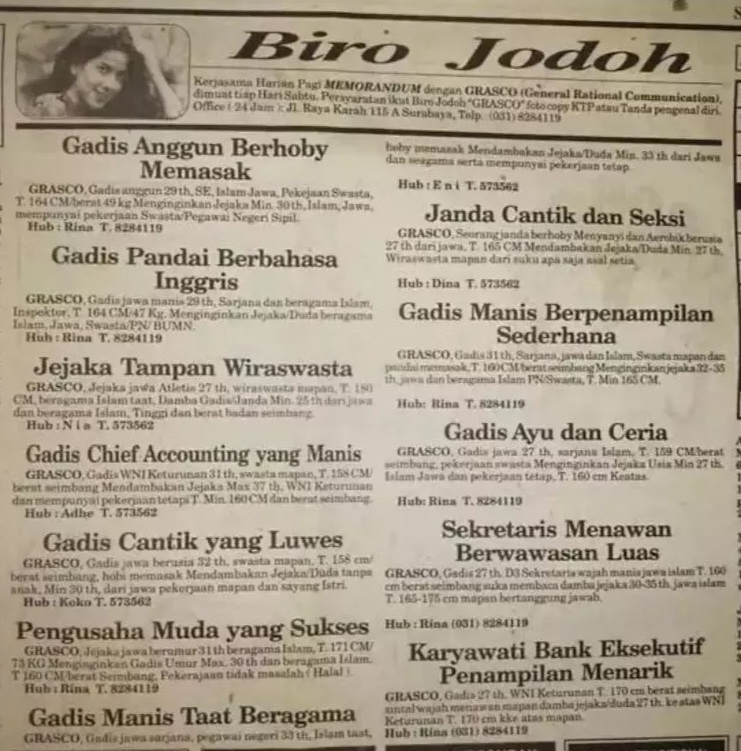 Biro Jodoh
Kerjasama Harian Pagi MEMORANDUM dengan GRASCO (General Rational Communication),
dimuat tiap Hari Sabtu. Persyaratan ikut Biro Jodoh "GRASCO" foto copy KTP atau Tanda pengenal diri.
Office (24 Jam): Jl. Raya Karah 115 A Surabaya, Telp. (031) 8284119
Gadis Anggun Berhoby
Memasak
GRASCO, Gadis anggun 29 th, SE, Islam Jawa, Pekejaan Swasta,
T. 164 CM/berat 49 kg Menginginkan Jejaka Min. 30 th, Islam, Jawa,
mempunyai pekerjaan Swasta/Pegawai Negeri Sipil.
Hub : Rina T. 8284119
Gadis Pandai Berbahasa
Inggris
GRASCO, Gadis jawa manis 29 th, Sarjana dan beragama Islam,
Inspektor, T. 164 CM/47 Kg. Menginginkan Jejaka/Duda beragama
Islam, Jawa, Swasta/PN/BUMN.
Hub : Rina T. 8284119
Jejaka Tampan Wiraswasta
GRASCO, Jejaka jawa Atletis 27 th, wiraswasta mapan, T. 180
CM, beragama Islam taat, Damba Gadis/Janda Min. 25 th dari jawa
dan beragama Islam, Tinggi dan berat badan seimbang.
Hub : N i a T. 573562
Gadis Chief Accounting yang Manis
GRASCO, Gadis WNI Keturunan 31 th, swasta mapan, T. 158 CM/
berat seimbang Mendambakan Jejaka Max 37 th, WNI Keturunan
dan mempunyai pekerjaan tetapi T. Min. 160 CM dan berat seimbang.
Hub : Adhe T. 573562
Gadis Cantik yang Luwes
GRASCO, Gadis jawa berusia 32 th, swasta mapan, T. 158 cm/
berat seimbang, hobi memasak Mendambakan Jejaka/Duda tanpa
anak, Min 30 th, dari jawa pekerjaan mapan dan sayang Istri.
Hub : Koko T. 573562
Pengusaha Muda yang Sukses
GRASCO, Jejaka jawa berumur 31 th beragama Islam, T. 171 CM/
73 KG Menginginkan Gadis Umur Max. 30 th dan beragama Islam,
T 160 CM/berat Seimbang, Pekerajaan tidak masalah ( Halal ).
Hub : Rina T. 8284119
Gadis Manis Taat Beragama
GRASCO, Gadis jawa sarjana, pegawai negeri 33 th, Islam taat,
hoby memasak Mendambakan Jejaka/Duda Min. 33 th dari Jawa
dan seagama serta mempunyai pekerjaan tetap.
Hub : E n i T. 573562
Janda Cantik dan Seksi
GRASCO, Seorang janda berhoby Menyanyi dan Aerobik berusia
27 th dari jawa, T. 165 CM Mendambakan Jejaka/Duda Min. 27 th,
Wiraswasta mapan dari suku apa saja asal setia.
Hub : Dina T. 573562
Gadis Manis Berpenampilan
Sederhana
GRASCO, Gadis 31 th, Sarjana, jawa dan Islam, Swasta mapan dan
pandai memasak, T. 160 CM berat seimbang Menginginkan jejaka 32-35
th, jawa dan beragama Islam PN/Swasta, T. Min 165 CM.
Hub: Rina T. 8284119
Gadis Ayu dan Ceria
GRASCO, Gadis jawa 27 th, sarjana Islam, T. 159 CM/berat
seimbang, pekerjaan swasta Menginginkan Jejaka Usia Min 27 th.
Islam Jawa dan pekerjaan tetap, T. 160 cm Keatas.
Hub: Rina T. 8284119
Sekretaris Menawan
Berwawasan Luas
GRASCO, Gadis 27 th. D3 Sekretaris wajah manis jawa islam T. 160
cm berat seimbang suka membaca damba jejaka 30-35 th. jawa islam
T. 165-175 cm mapan bertanggung jawab.
Hub : Rina (031) 8284119
Karyawati Bank Eksekutif
Penampilan Menarik
GRASCO, Gadis 27 th. WNI Keturunan T. 170 cm berat seimbang
sintal wajah menawan mapan damba jejaka/duda 27 th. ke atas WNI
Keturunan T. 170 cm kke atas mapan.
Hub : Rina (031) 8284119